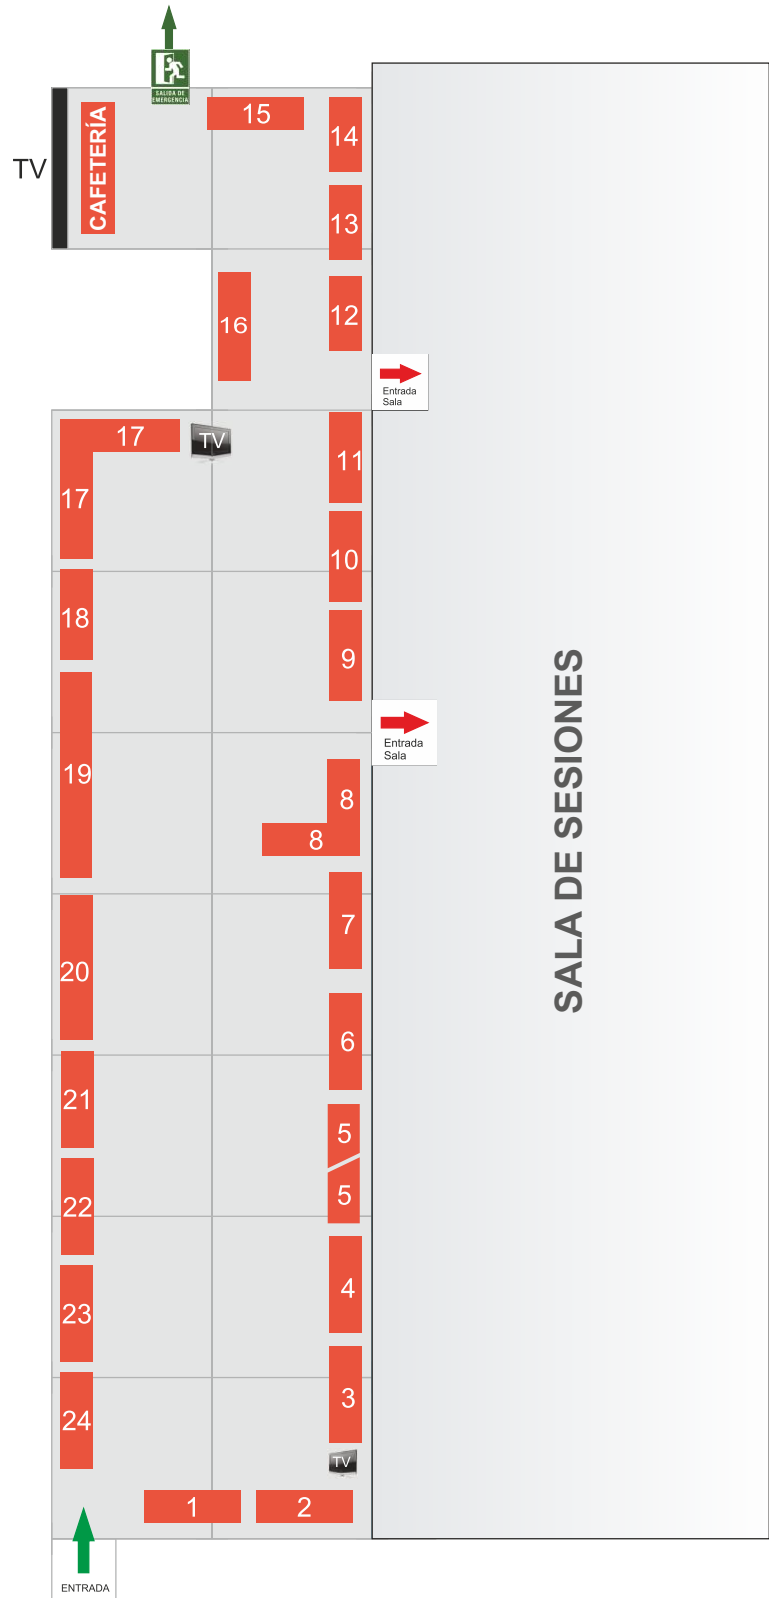 SALIDA DE
EMERGENCIA
15
14
TV
CAFETERÍA
13
16
12
Entrada
Sala
17
TV
11
17
10
18
9
Entrada
Sala
19
8
8
7
20
6
21
5
5
22
4
23
3
24
TV
1
2
ENTRADA
SALA DE SESIONES